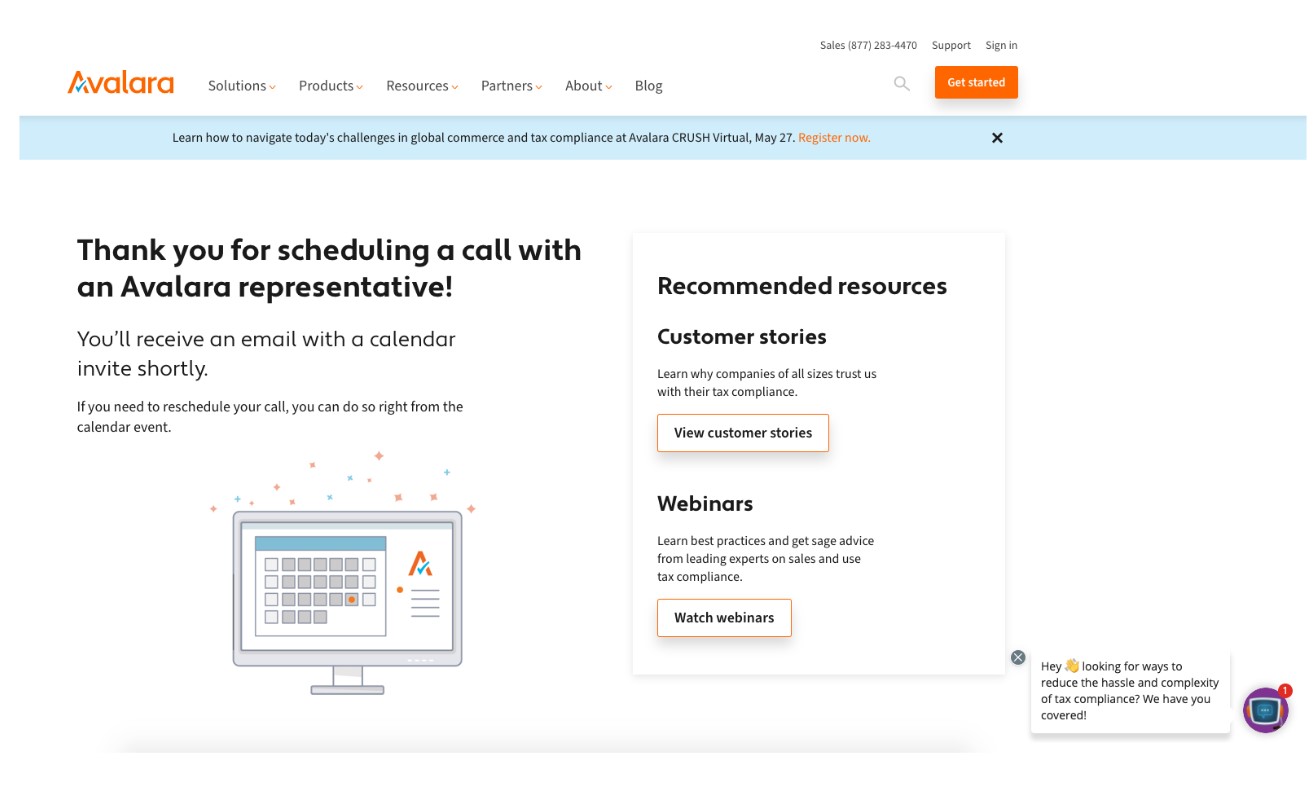 Sales (877) 283-4470 Support Sign in
Avalara Solutions Products Resources Partners About Blog Get started
Learn how to navigate today's challenges in global commerce and tax compliance at Avalara CRUSH Virtual, May 27. Register now.
Thank you for scheduling a call with
an Avalara representative!
You'll receive an email with a calendar
invite shortly.
If you need to reschedule your call, you can do so right from the
calendar event.
Recommended resources
Customer stories
Learn why companies of all sizes trust us
with their tax compliance.
View customer stories
Webinars
Learn best practices and get sage advice
from leading experts on sales and use
tax compliance.
Watch webinars
Hey 👋 looking for ways to
reduce the hassle and complexity
of tax compliance? We have you
covered!
1